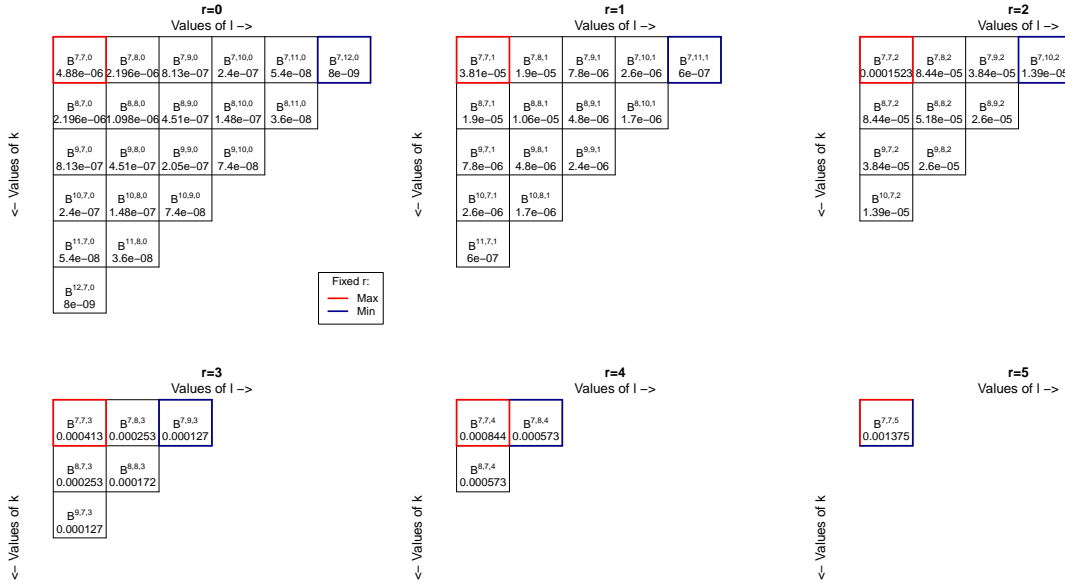 r=0
Values of l −>
<− Values of k
B^7,7,0 B^7,8,0 B^7,9,0 B^7,10,0 B^7,11,0 B^7,12,0
4.88e−06 2.196e−06 8.13e−07 2.4e−07 5.4e−08 8e−09
B^8,7,0 B^8,8,0 B^8,9,0 B^8,10,0 B^8,11,0
2.196e−06 1.098e−06 4.51e−07 1.48e−07 3.6e−08
B^9,7,0 B^9,8,0 B^9,9,0 B^9,10,0
8.13e−07 4.51e−07 2.05e−07 7.4e−08
B^10,7,0 B^10,8,0 B^10,9,0
2.4e−07 1.48e−07 7.4e−08
B^11,7,0 B^11,8,0
5.4e−08 3.6e−08
B^12,7,0
8e−09
Fixed r:
Max
Min
r=1
Values of l −>
<− Values of k
B^7,7,1 B^7,8,1 B^7,9,1 B^7,10,1 B^7,11,1
3.81e−05 1.9e−05 7.8e−06 2.6e−06 6e−07
B^8,7,1 B^8,8,1 B^8,9,1 B^8,10,1
1.9e−05 1.06e−05 4.8e−06 1.7e−06
B^9,7,1 B^9,8,1 B^9,9,1
7.8e−06 4.8e−06 2.4e−06
B^10,7,1 B^10,8,1
2.6e−06 1.7e−06
B^11,7,1
6e−07
r=2
Values of l −>
<− Values of k
B^7,7,2 B^7,8,2 B^7,9,2 B^7,10,2
0.0001523 8.44e−05 3.84e−05 1.39e−05
B^8,7,2 B^8,8,2 B^8,9,2
8.44e−05 5.18e−05 2.6e−05
B^9,7,2 B^9,8,2
3.84e−05 2.6e−05
B^10,7,2
1.39e−05
r=3
Values of l −>
<− Values of k
B^7,7,3 B^7,8,3 B^7,9,3
0.000413 0.000253 0.000127
B^8,7,3 B^8,8,3
0.000253 0.000172
B^9,7,3
0.000127
r=4
Values of l −>
<− Values of k
B^7,7,4 B^7,8,4
0.000844 0.000573
B^8,7,4
0.000573
r=5
Values of l −>
<− Values of k
B^7,7,5
0.001375